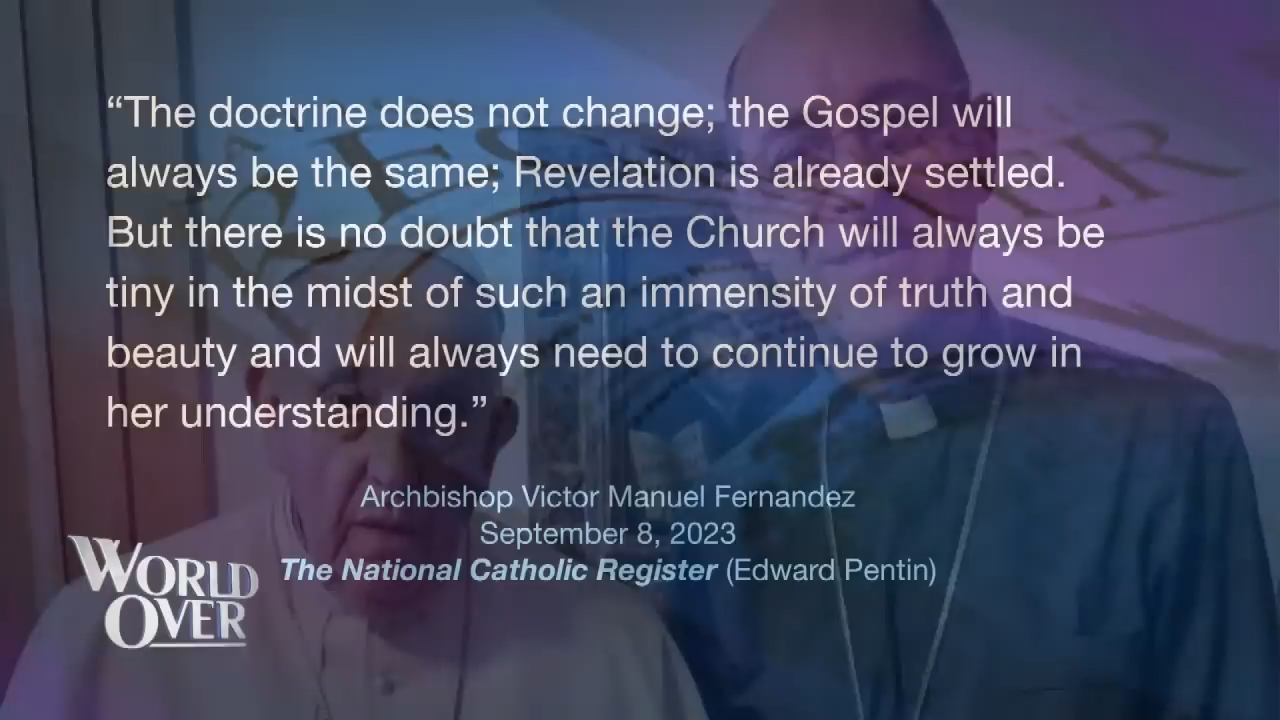 “The doctrine does not change; the Gospel will
always be the same; Revelation is already settled.
But there is no doubt that the Church will always be
tiny in the midst of such an immensity of truth and
beauty and will always need to continue to grow in
her understanding.”
Archbishop Victor Manuel Fernandez
September 8, 2023
The National Catholic Register (Edward Pentin)
WORLD
OVER